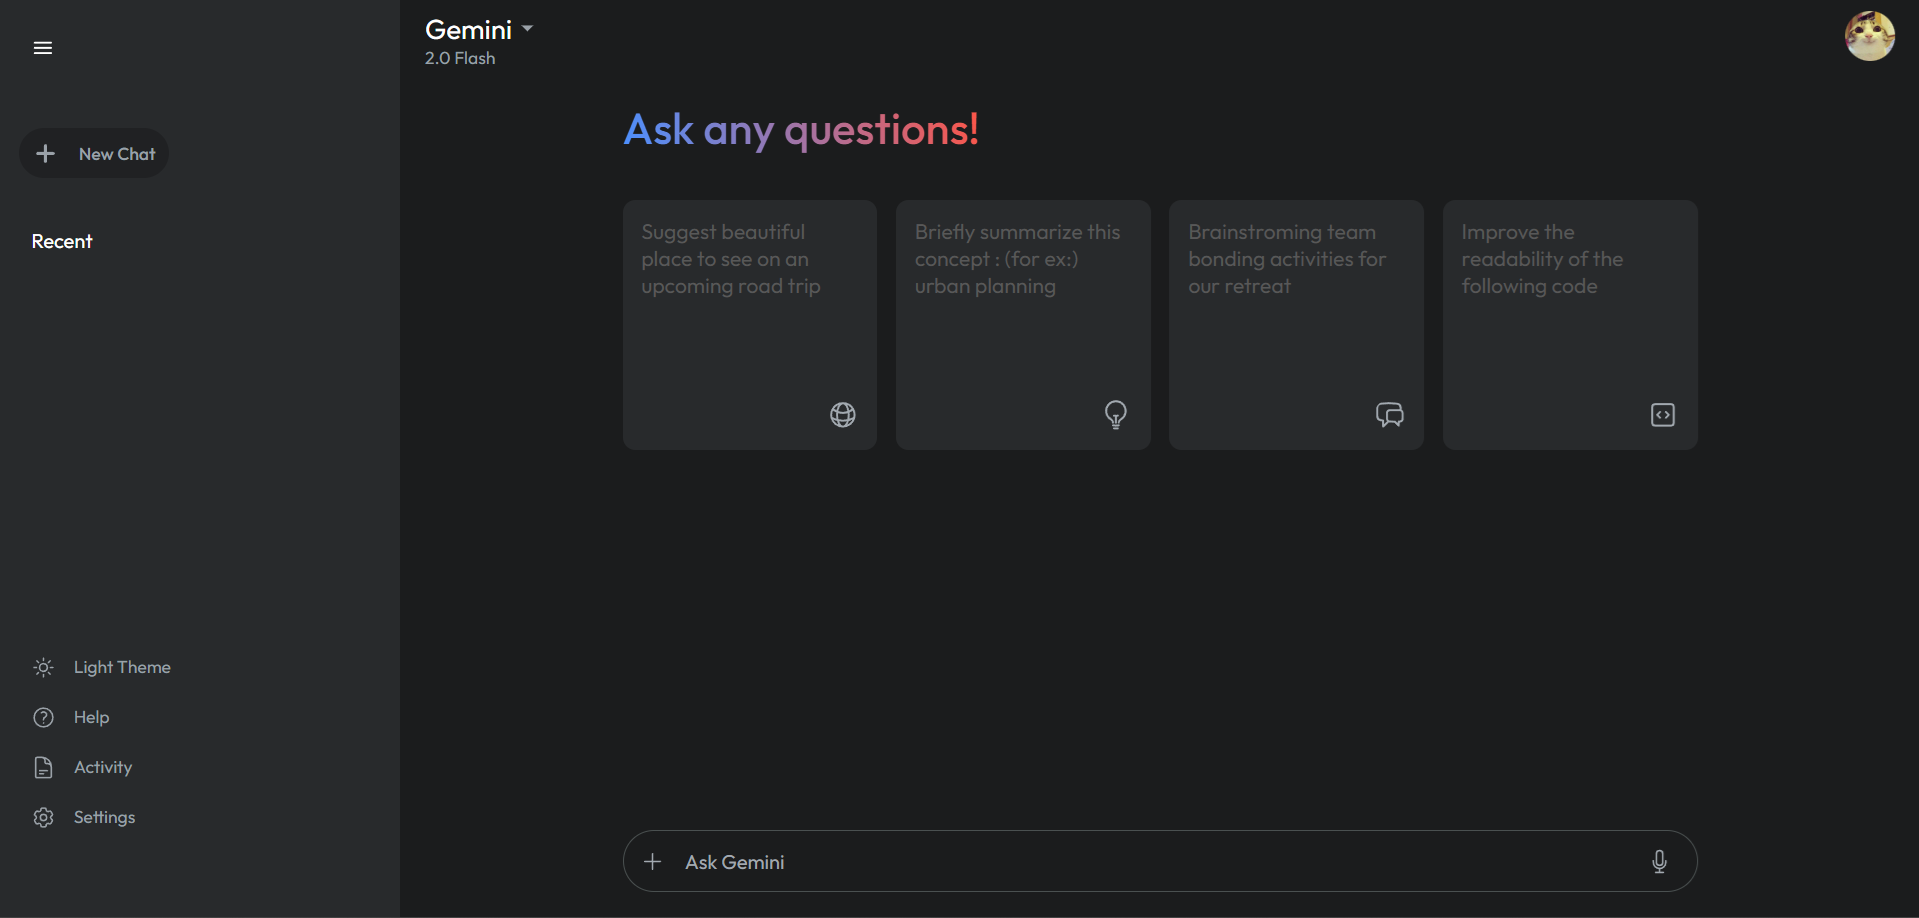 Gemini
2.0 Flash
New Chat
Recent
Light Theme
Help
Activity
Settings
Ask any questions!
Suggest beautiful
place to see on an
upcoming road trip
Briefly summarize this
concept : (for ex:)
urban planning
Brainstroming team
bonding activities for
our retreat
Improve the
readability of the
following code
Ask Gemini